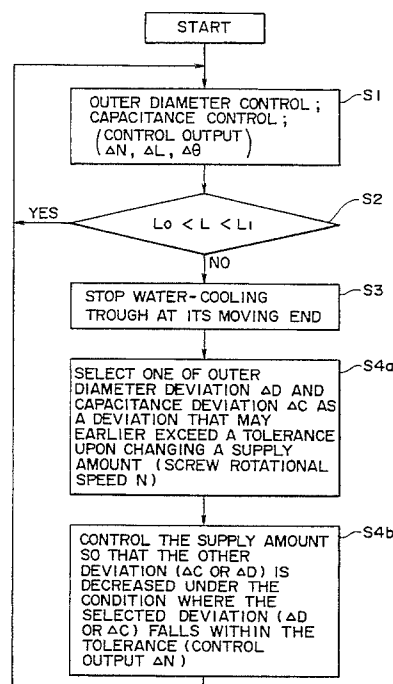 START
S1
OUTER DIAMETER CONTROL;
CAPACITANCE CONTROL;
(CONTROL OUTPUT
ΔN, ΔL, Δθ)
S2
YES
L0 < L < L1
NO
S3
STOP WATER-COOLING
TROUGH AT ITS MOVING END
S4a
SELECT ONE OF OUTER
DIAMETER DEVIATION ΔD AND
CAPACITANCE DEVIATION ΔC AS
A DEVIATION THAT MAY
EARLIER EXCEED A TOLERANCE
UPON CHANGING A SUPPLY
AMOUNT (SCREW ROTATIONAL
SPEED N)
S4b
CONTROL THE SUPPLY AMOUNT
SO THAT THE OTHER
DEVIATION (ΔC OR ΔD) IS
DECREASED UNDER THE
CONDITION WHERE THE
SELECTED DEVIATION (ΔD
OR ΔC) FALLS WITHIN THE
TOLERANCE (CONTROL
OUTPUT ΔN)